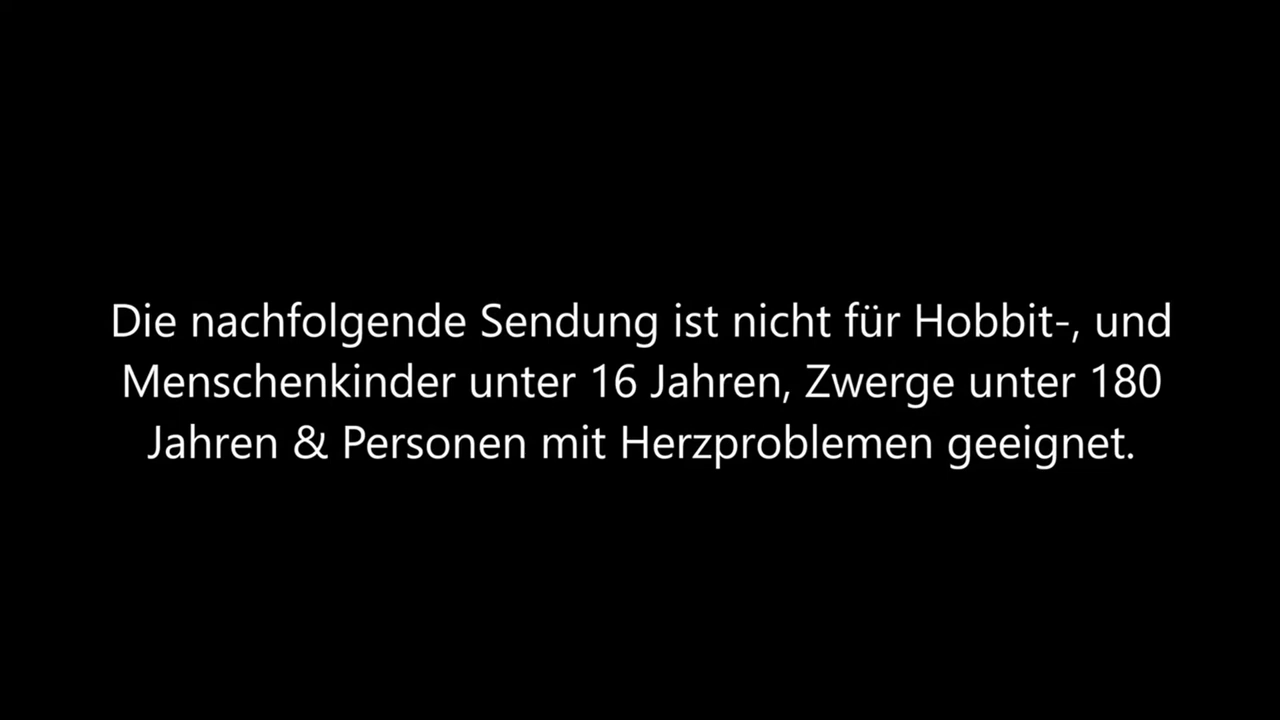 Die nachfolgende Sendung ist nicht für Hobbit-, und
Menschenkinder unter 16 Jahren, Zwerge unter 180
Jahren & Personen mit Herzproblemen geeignet.